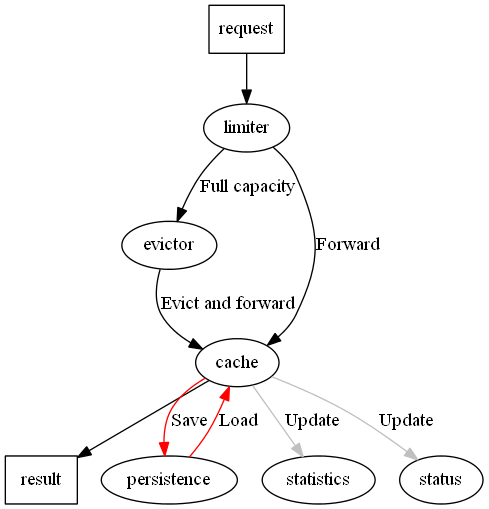 request
limiter
Full capacity
evictor
Forward
Evict and forward
cache
Save
Load
Update
Update
result
persistence
statistics
status